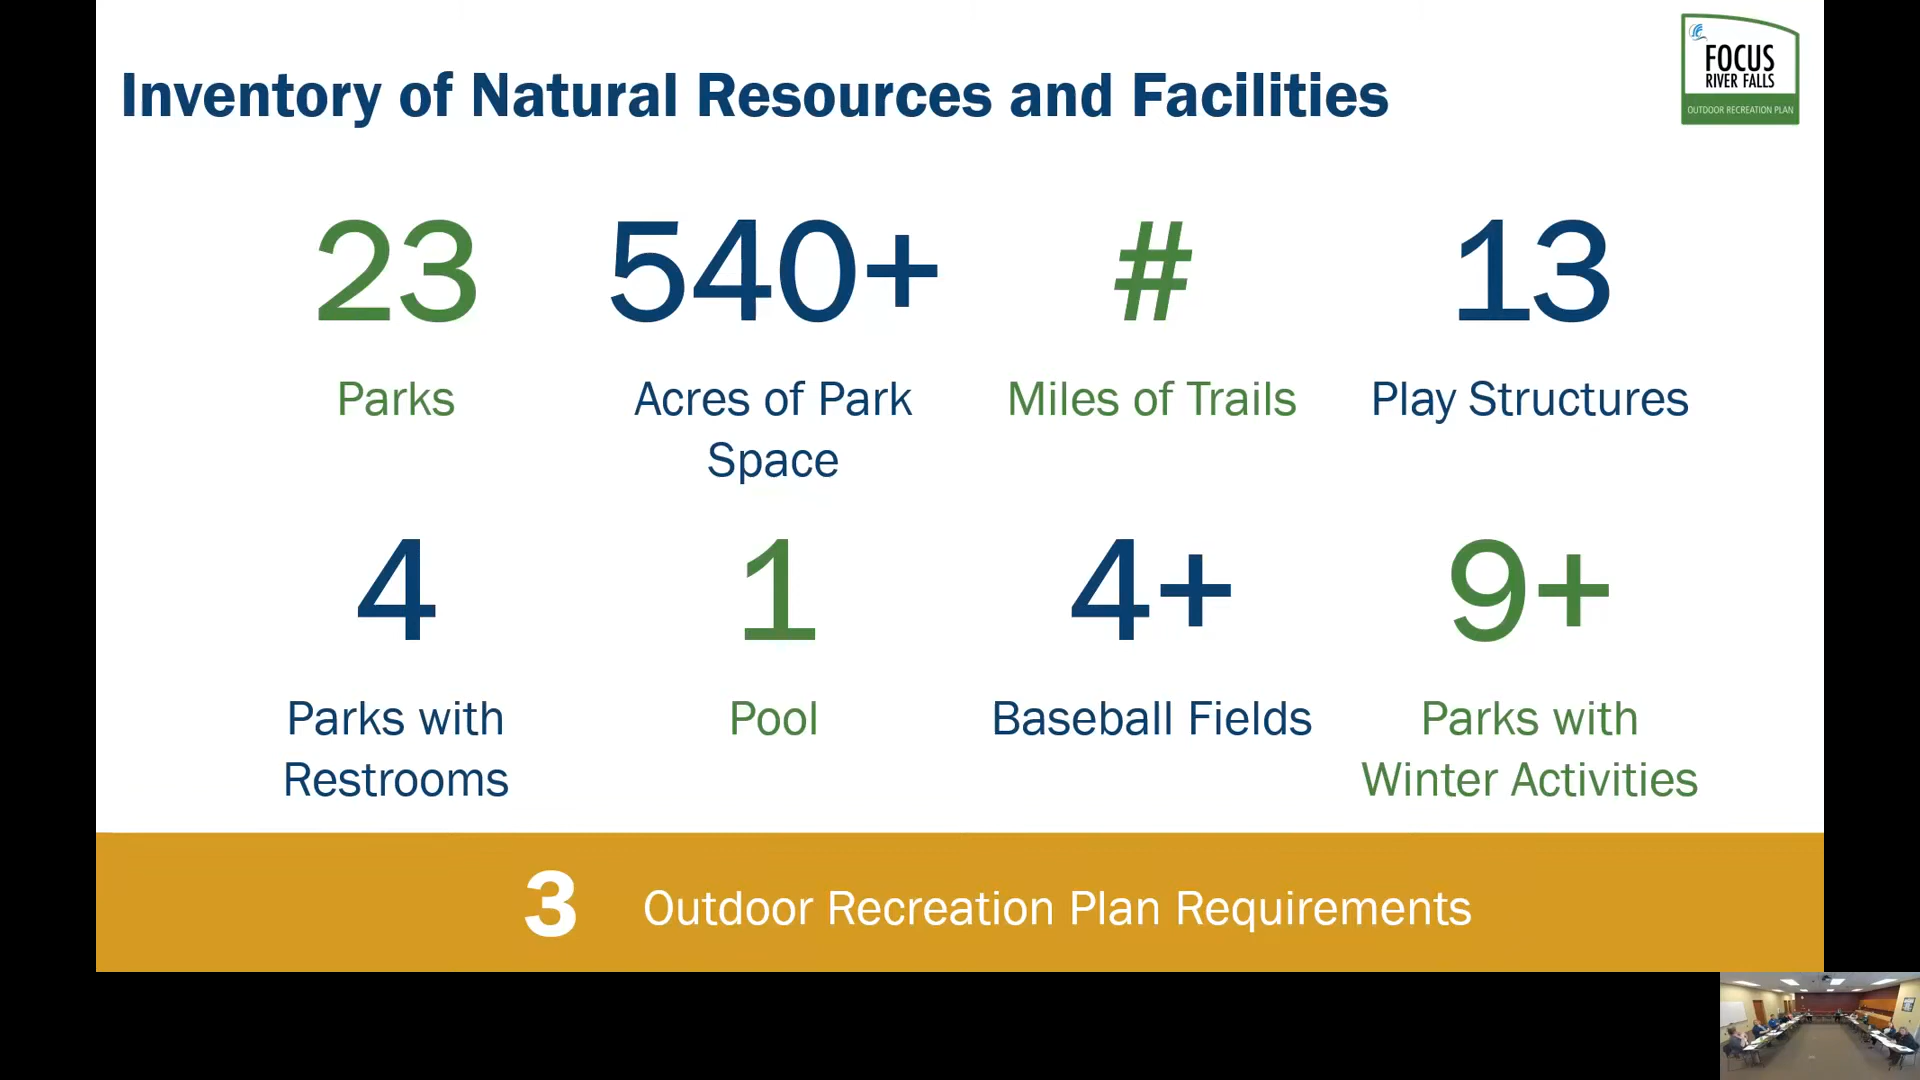 Inventory of Natural Resources and Facilities
FOCUS
RIVER FALLS
OUTDOOR RECREATION PLAN
23
Parks
540+
Acres of Park
Space
#
Miles of Trails
13
Play Structures
4
Parks with
Restrooms
1
Pool
4+
Baseball Fields
9+
Parks with
Winter Activities
3 Outdoor Recreation Plan Requirements